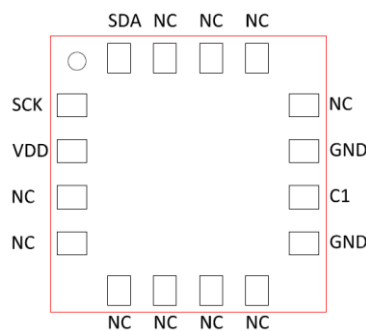 SDA NC NC NC
SCK NC
VDD GND
NC C1
NC GND
NC NC NC NC